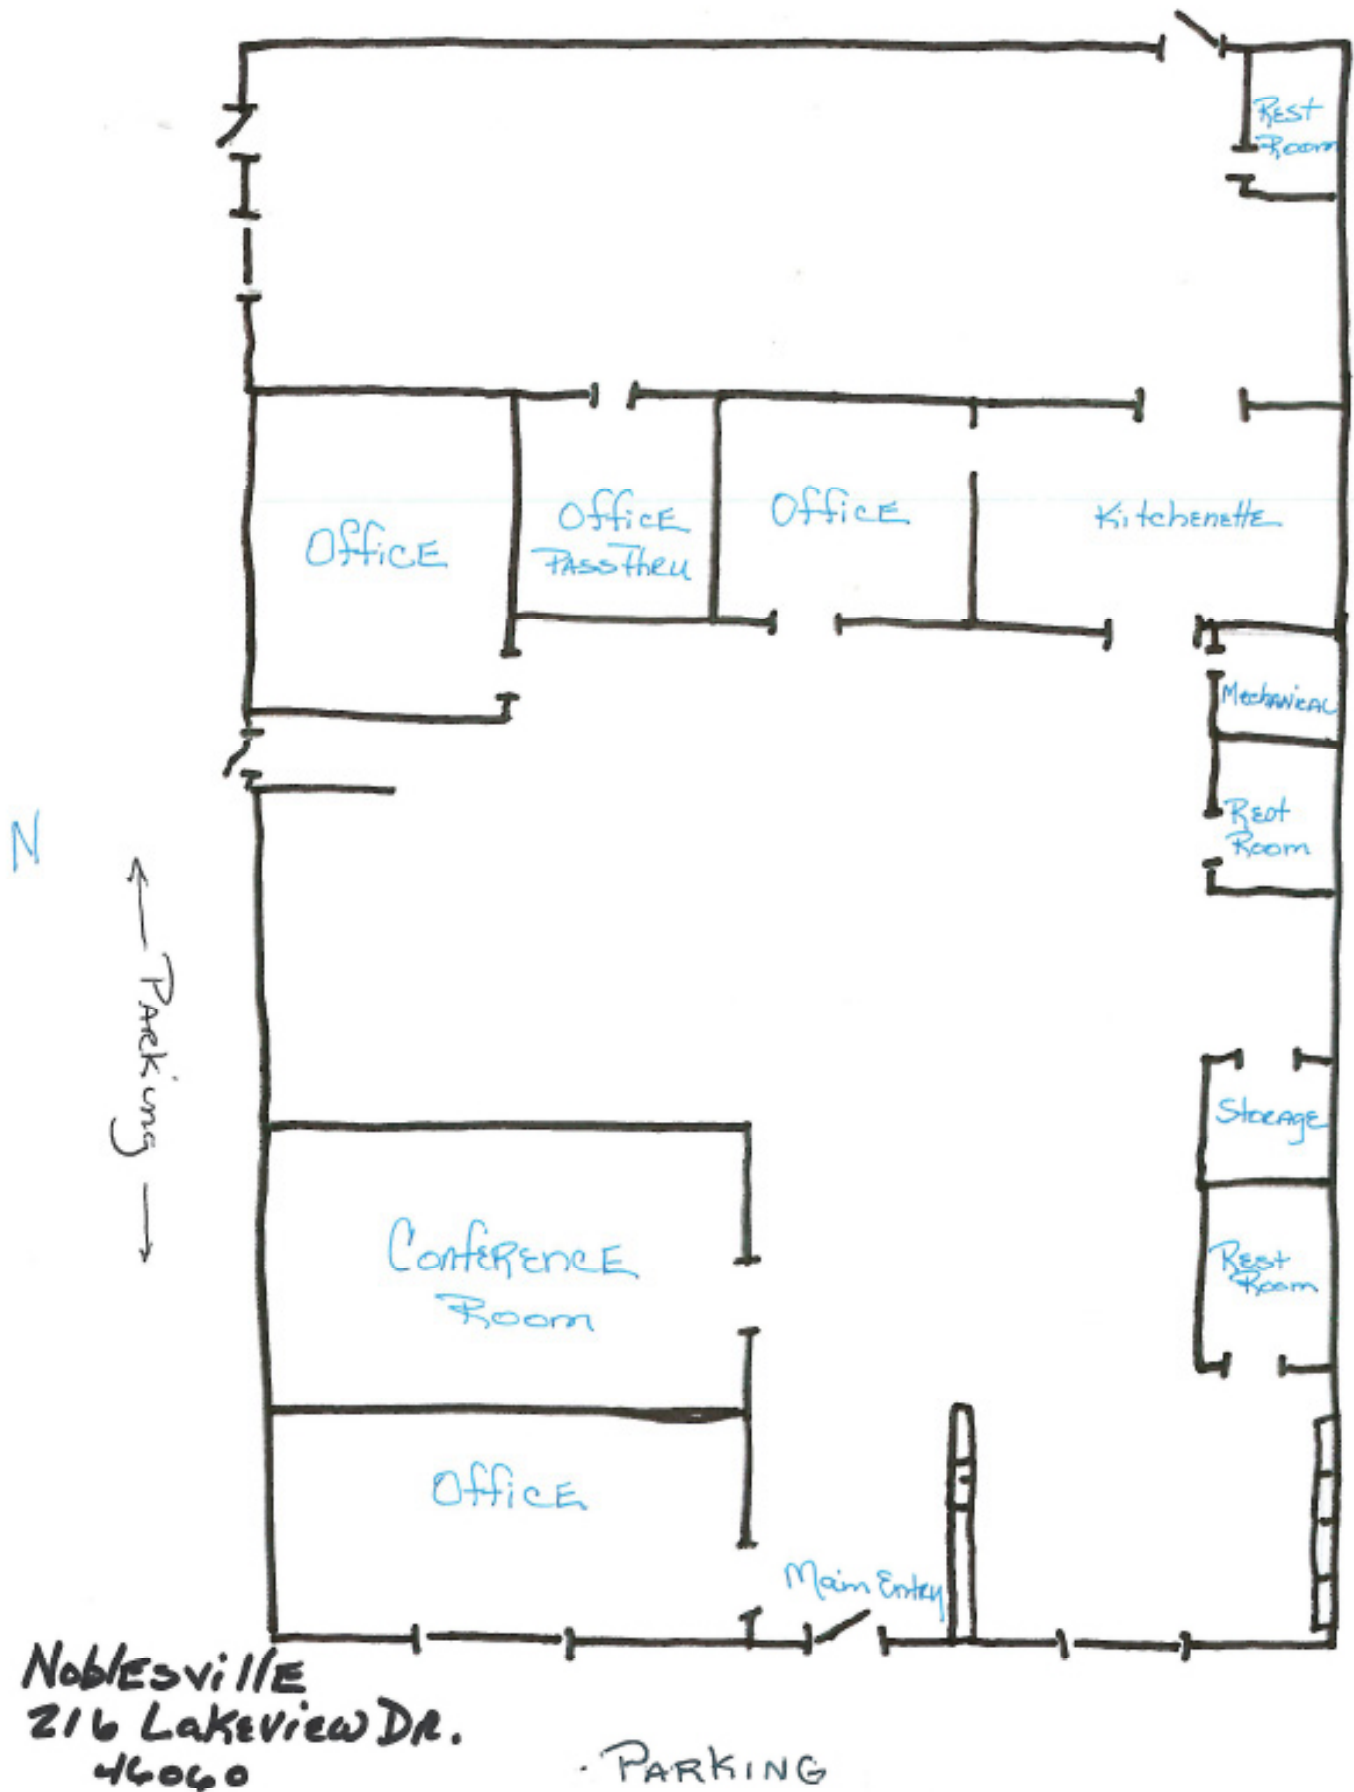 Rest
Room
Office
Office
Pass Thru
Office
Kitchenette
Mechanical
Rest
Room
N
← Parking →
Storage
Conference
Room
Rest
Room
Office
Main Entry
Noblesville
216 Lakeview Dr.
46060
. Parking